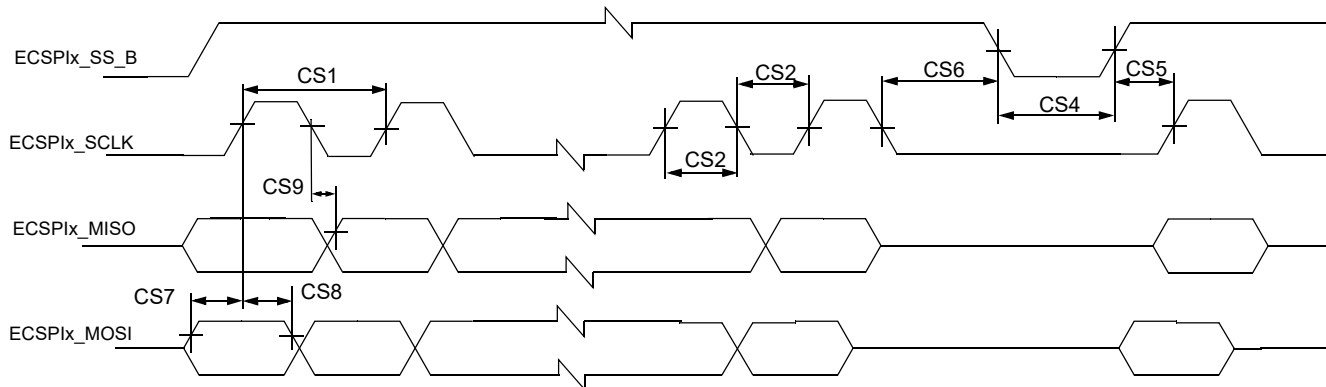 ECSPIx_SS_B
CS1
CS2
CS6
CS5
CS4
ECSPIx_SCLK
CS2
CS9
ECSPIx_MISO
CS7
CS8
ECSPIx_MOSI